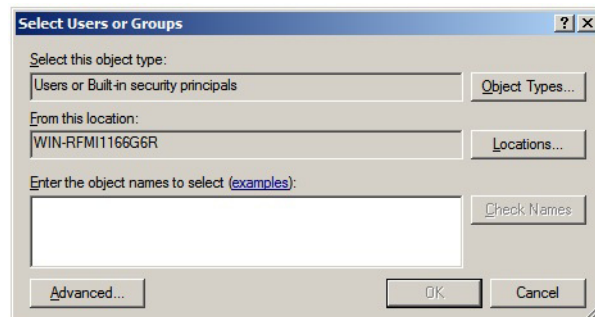 Select Users or Groups
Select this object type:
Users or Built-in security principals
Object Types...
From this location:
WIN-RFMI1166G6R
Locations...
Enter the object names to select (examples):
Check Names
Advanced...
OK
Cancel